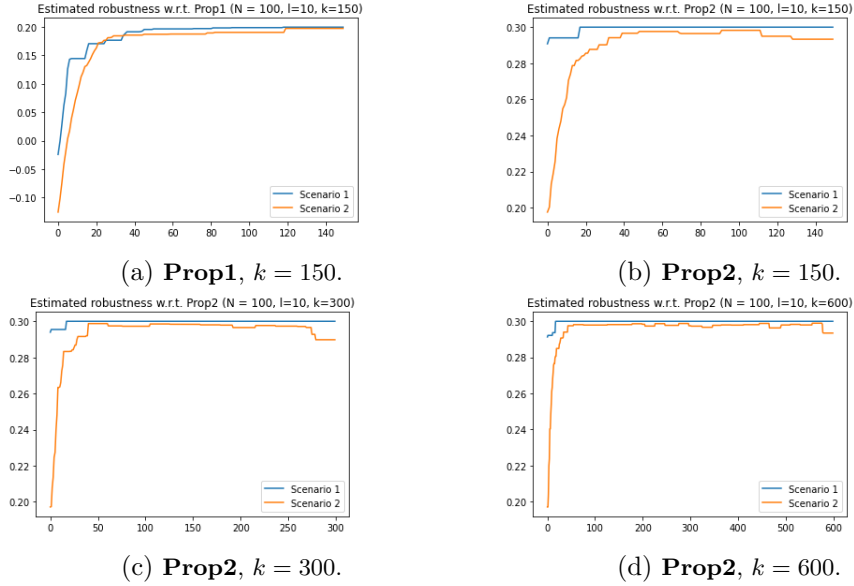 Estimated robustness w.r.t. Prop1 (N = 100, l=10, k=150)
0.20
0.15
0.10
0.05
0.00
−0.05
−0.10
0 20 40 60 80 100 120 140
Scenario 1
Scenario 2
(a) Prop1, k = 150.
Estimated robustness w.r.t. Prop2 (N = 100, l=10, k=150)
0.30
0.28
0.26
0.24
0.22
0.20
0 20 40 60 80 100 120 140
Scenario 1
Scenario 2
(b) Prop2, k = 150.
Estimated robustness w.r.t. Prop2 (N = 100, l=10, k=300)
0.30
0.28
0.26
0.24
0.22
0.20
0 50 100 150 200 250 300
Scenario 1
Scenario 2
(c) Prop2, k = 300.
Estimated robustness w.r.t. Prop2 (N = 100, l=10, k=600)
0.30
0.28
0.26
0.24
0.22
0.20
0 100 200 300 400 500 600
Scenario 1
Scenario 2
(d) Prop2, k = 600.